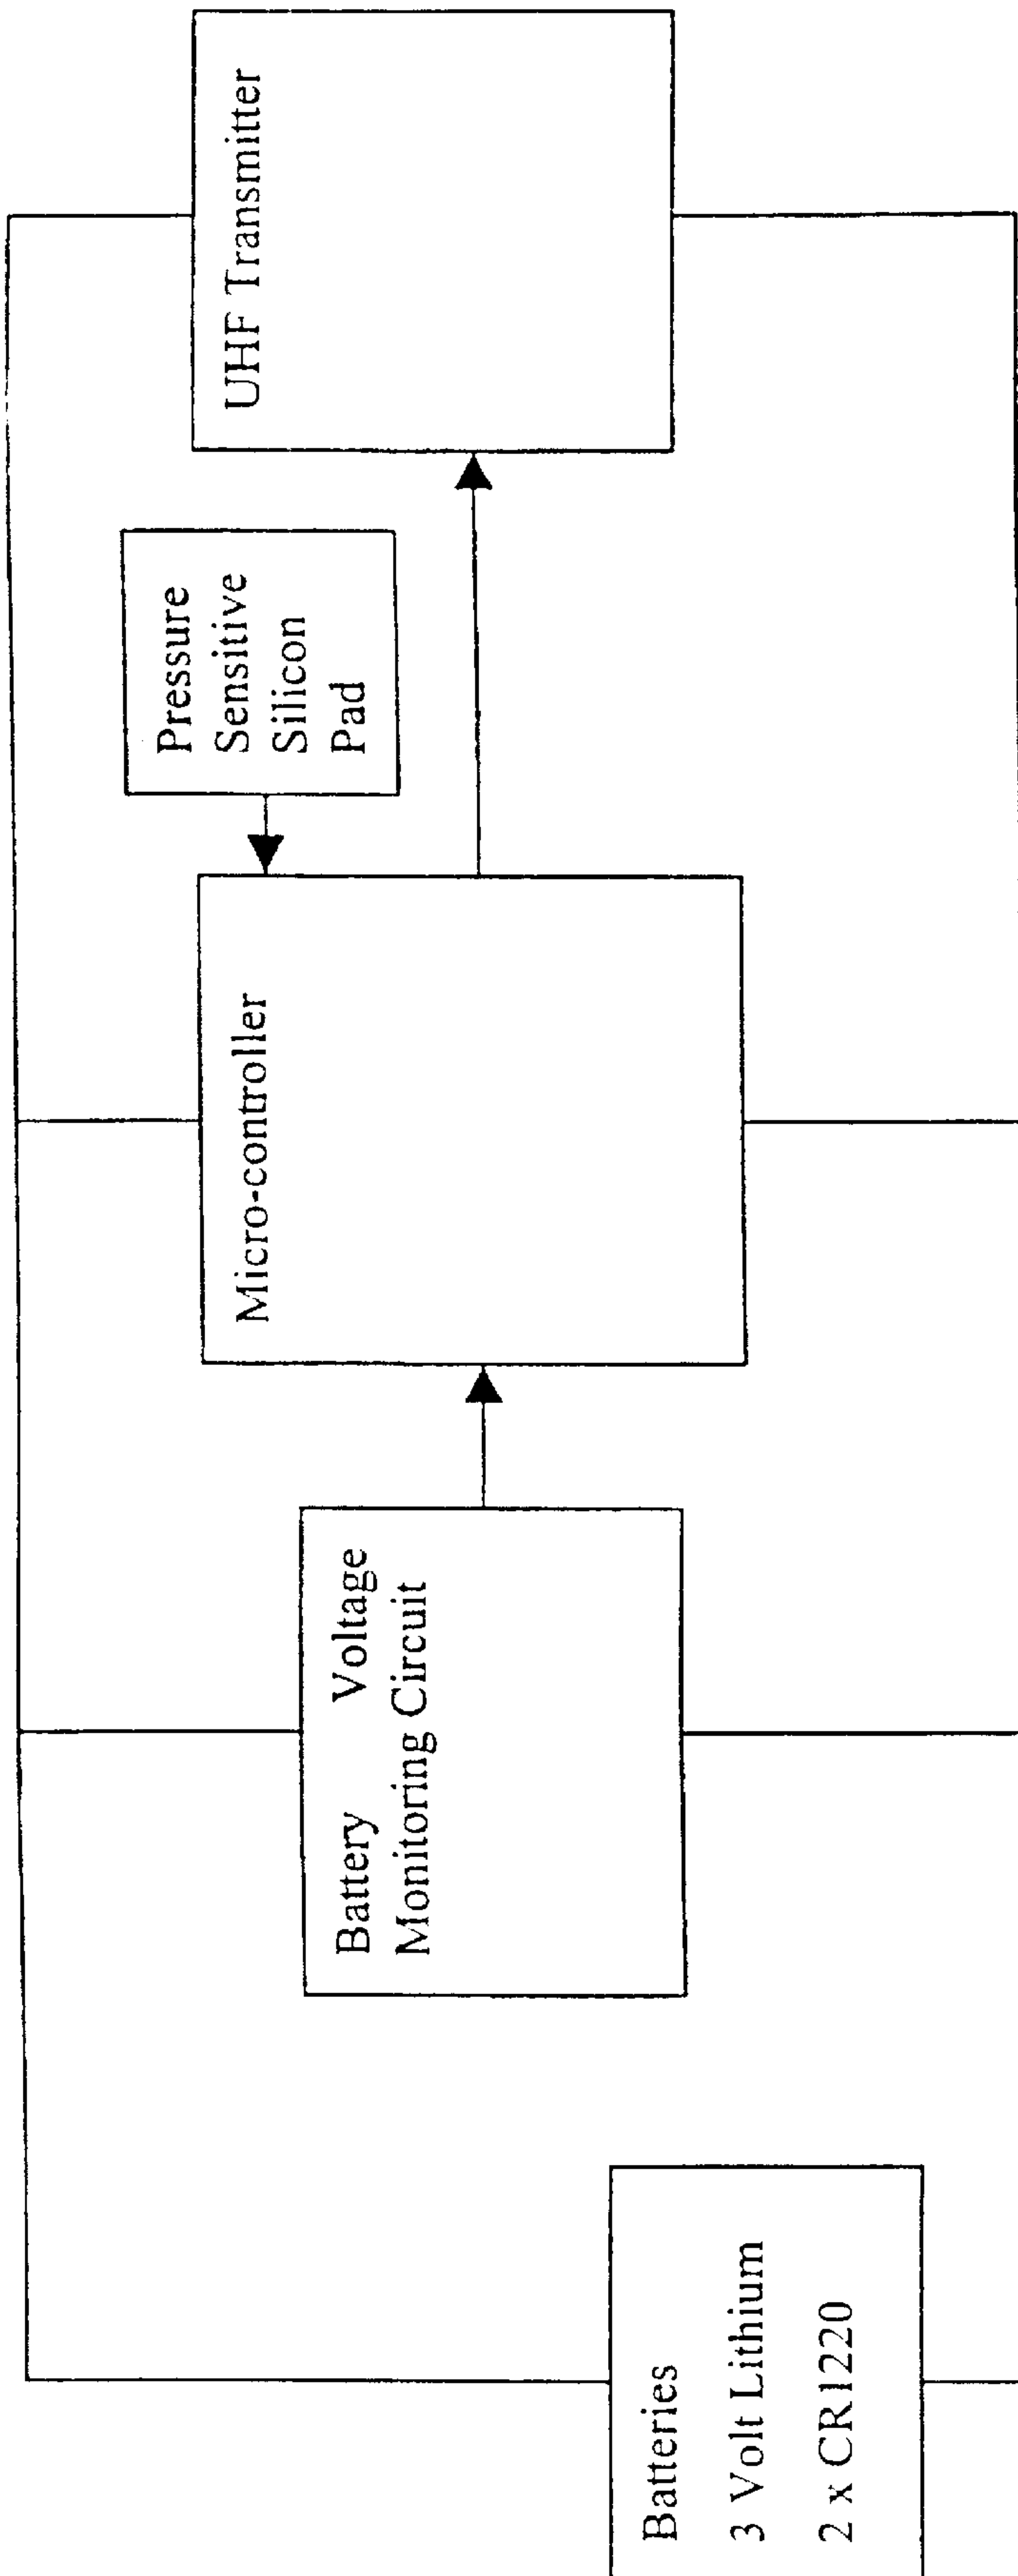 Batteries
3 Volt Lithium
2 x CR1220
Battery Voltage
Monitoring Circuit
Micro-controller
Pressure
Sensitive
Silicon
Pad
UHF Transmitter